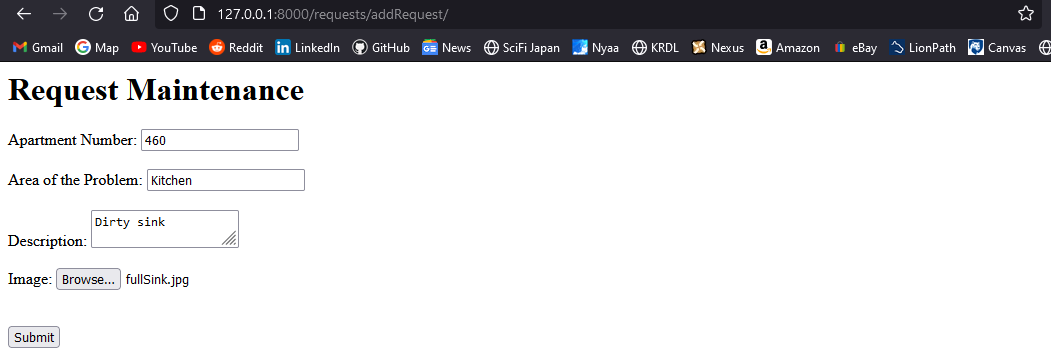 127.0.0.1:8000/requests/addRequest/
Gmail Map YouTube Reddit LinkedIn GitHub News SciFi Japan Nyaa KRDL Nexus Amazon eBay LionPath Canvas
Request Maintenance
Apartment Number: 460
Area of the Problem: Kitchen
Dirty sink
Description:
Image: Browse... fullSink.jpg
Submit